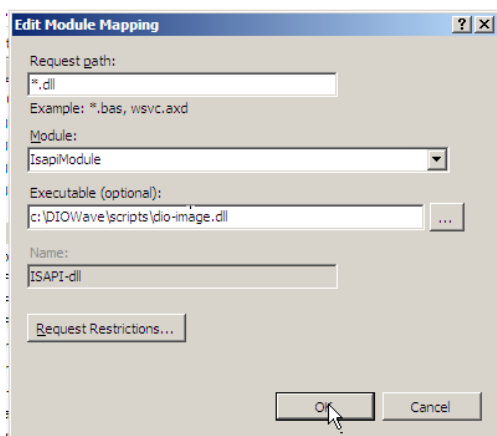 Edit Module Mapping
Request path:
*.dll
Example: *.bas, wsvc.axd
Module:
IsapiModule
Executable (optional):
c:\DIOWave\scripts\dio-image.dll
...
Name:
ISAPI-dll
Request Restrictions...
OK
Cancel